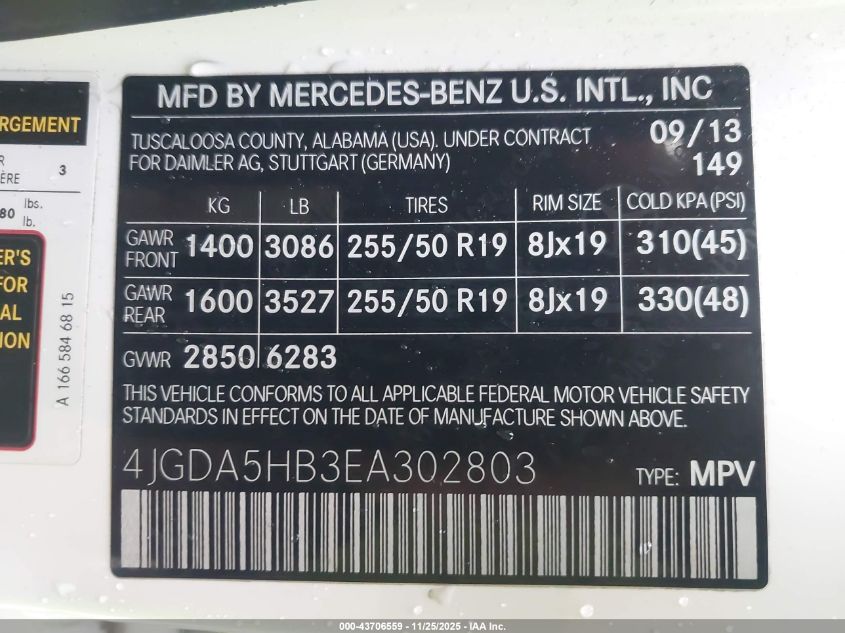 RGEMENT
R
ÈRE 3
80 lbs.
lb.
ER'S
FOR
AL
ION
A 166 584 68 15
MFD BY MERCEDES-BENZ U.S. INTL., INC
TUSCALOOSA COUNTY, ALABAMA (USA). UNDER CONTRACT 09/13
FOR DAIMLER AG, STUTTGART (GERMANY) 149
KG LB TIRES RIM SIZE COLD KPA (PSI)
GAWR FRONT 1400 3086 255/50 R19 8Jx19 310(45)
GAWR REAR 1600 3527 255/50 R19 8Jx19 330(48)
GVWR 2850 6283
THIS VEHICLE CONFORMS TO ALL APPLICABLE FEDERAL MOTOR VEHICLE SAFETY
STANDARDS IN EFFECT ON THE DATE OF MANUFACTURE SHOWN ABOVE.
4JGDA5HB3EA302803 TYPE: MPV
000-43706559 - 11/25/2025 - IAA Inc.